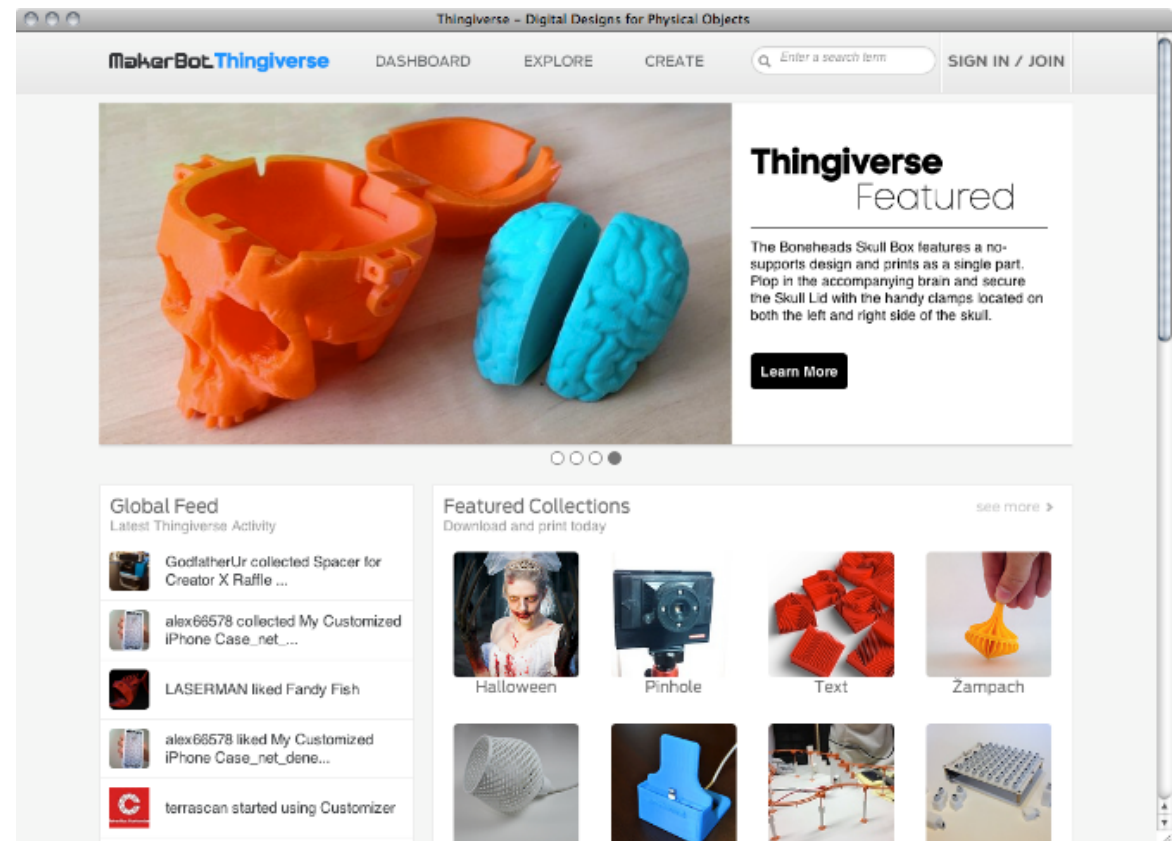 Thingiverse – Digital Designs for Physical Objects
MakerBot Thingiverse
DASHBOARD
EXPLORE
CREATE
Enter a search term
SIGN IN / JOIN
Thingiverse
Featured
The Boneheads Skull Box features a no-
supports design and prints as a single part.
Plop in the accompanying brain and secure
the Skull Lid with the handy clamps located on
both the left and right side of the skull.
Learn More
Global Feed
Latest Thingiverse Activity
GodfatherUr collected Spacer for
Creator X Raffle ...
alex66578 collected My Customized
iPhone Case_net_...
LASERMAN liked Fandy Fish
alex66578 liked My Customized
iPhone Case_net_dene...
terrascan started using Customizer
Featured Collections
Download and print today
see more
Halloween
Pinhole
Text
Žampach